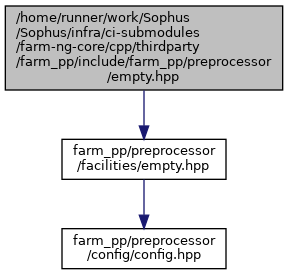 /home/runner/work/Sophus
/Sophus/infra/ci-submodules
/farm-ng-core/cpp/thirdparty
/farm_pp/include/farm_pp/preprocessor
/empty.hpp
farm_pp/preprocessor
/facilities/empty.hpp
farm_pp/preprocessor
/config/config.hpp